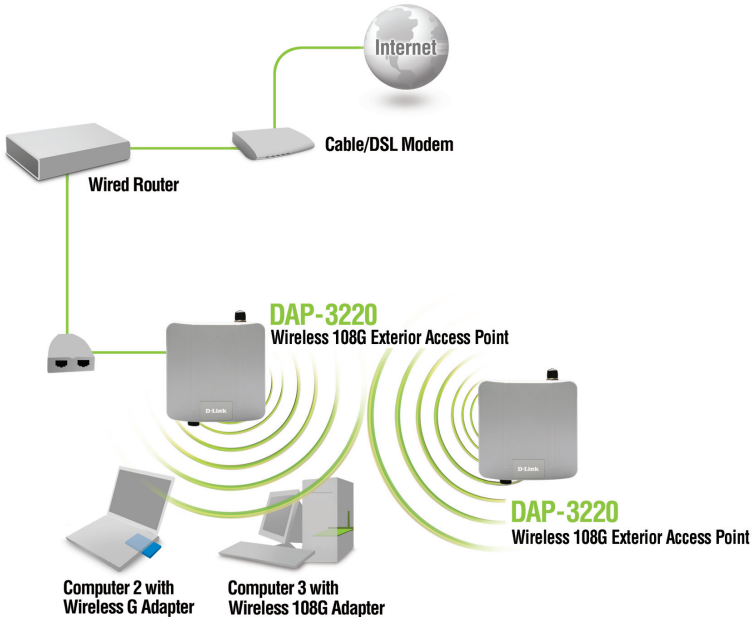 Internet
Cable/DSL Modem
Wired Router
DAP-3220
Wireless 108G Exterior Access Point
D-Link
D-Link
DAP-3220
Wireless 108G Exterior Access Point
Computer 2 with
Wireless G Adapter
Computer 3 with
Wireless 108G Adapter